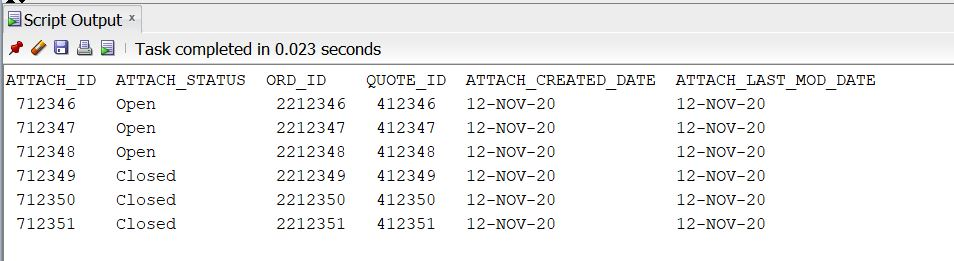 Script Output ×
Task completed in 0.023 seconds
ATTACH_ID ATTACH_STATUS ORD_ID QUOTE_ID ATTACH_CREATED_DATE ATTACH_LAST_MOD_DATE
712346 Open 2212346 412346 12-NOV-20 12-NOV-20
712347 Open 2212347 412347 12-NOV-20 12-NOV-20
712348 Open 2212348 412348 12-NOV-20 12-NOV-20
712349 Closed 2212349 412349 12-NOV-20 12-NOV-20
712350 Closed 2212350 412350 12-NOV-20 12-NOV-20
712351 Closed 2212351 412351 12-NOV-20 12-NOV-20